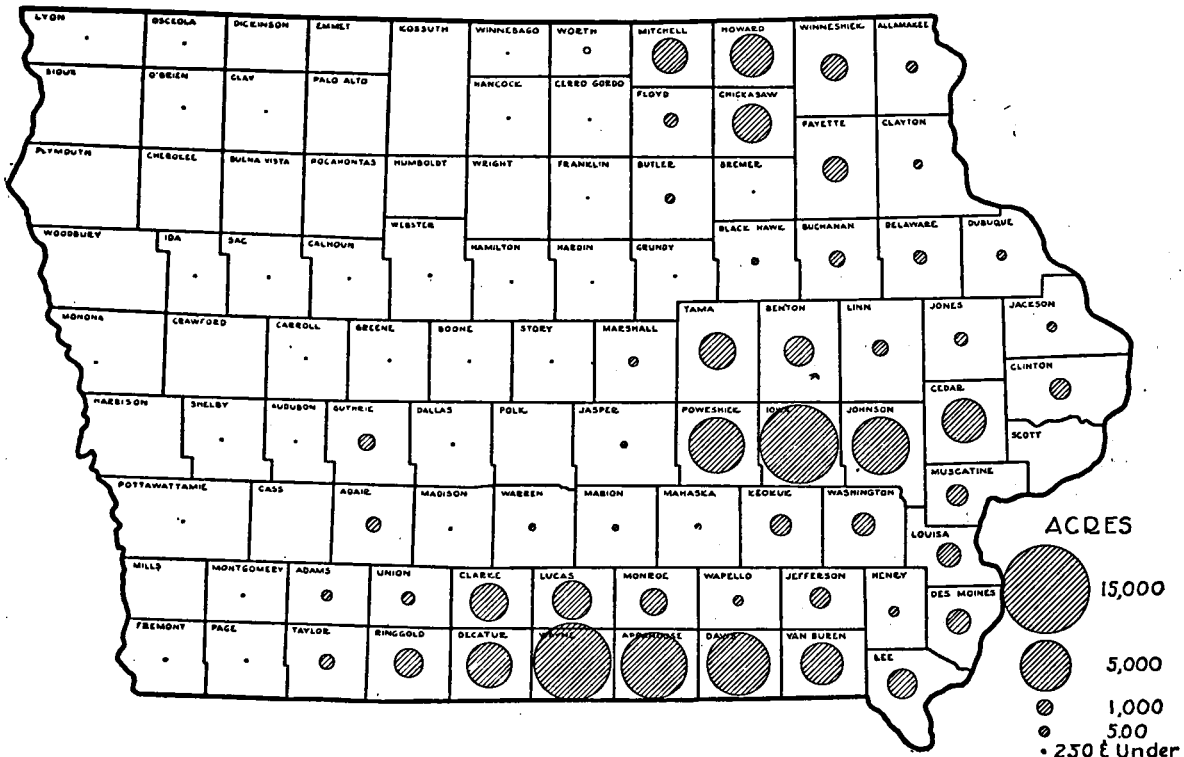 LYON OSCEOLA DICKINSON EMMET KOSSUTH WINNEBAGO WORTH MITCHELL HOWARD WINNESHIEK ALLAMAKEE
SIOUX O'BRIEN CLAY PALO ALTO HANCOCK CERRO GORDO FLOYD CHICKASAW
PLYMOUTH CHEROKEE BUENA VISTA POCAHONTAS HUMBOLDT WRIGHT FRANKLIN BUTLER BREMER FAYETTE CLAYTON
WOODBURY IDA SAC CALHOUN WEBSTER HAMILTON HARDIN GRUNDY BLACK HAWK BUCHANAN DELAWARE DUBUQUE
MONONA CRAWFORD CARROLL GREENE BOONE STORY MARSHALL TAMA BENTON LINN JONES JACKSON
CLINTON
CEDAR
HARRISON SHELBY AUDUBON GUTHRIE DALLAS POLK JASPER POWESHIEK IOWA JOHNSON SCOTT
MUSCATINE
POTTAWATTAMIE CASS ADAIR MADISON WARREN MARION MAHASKA KEOKUK WASHINGTON
LOUISA
MILLS MONTGOMERY ADAMS UNION CLARKE LUCAS MONROE WAPELLO JEFFERSON HENRY DES MOINES
FREMONT PAGE TAYLOR RINGGOLD DECATUR WAYNE APPANOOSE DAVIS VAN BUREN LEE
ACRES
15,000
5,000
1,000
500
250 & Under